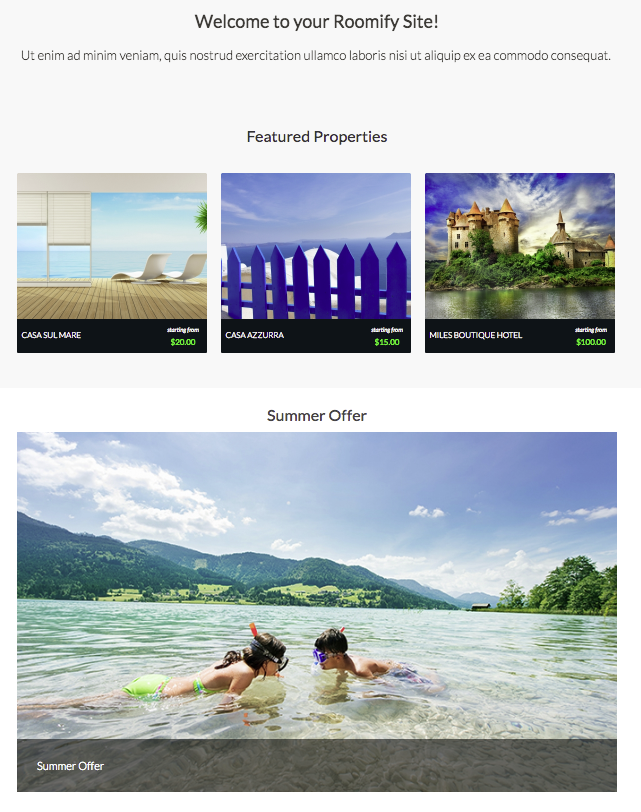 Welcome to your Roomify Site!
Ut enim ad minim veniam, quis nostrud exercitation ullamco laboris nisi ut aliquip ex ea commodo consequat.
Featured Properties
CASA SUL MARE
starting from
$20.00
CASA AZZURRA
starting from
$15.00
MILES BOUTIQUE HOTEL
starting from
$100.00
Summer Offer
Summer Offer